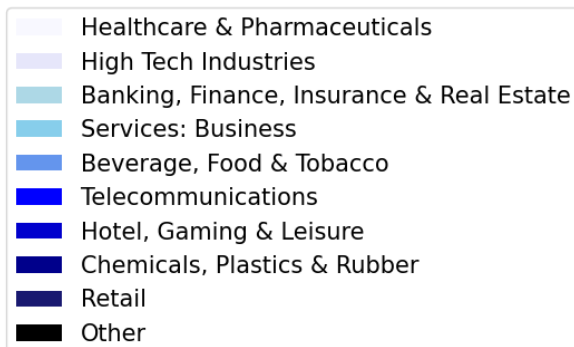 Healthcare & Pharmaceuticals
High Tech Industries
Banking, Finance, Insurance & Real Estate
Services: Business
Beverage, Food & Tobacco
Telecommunications
Hotel, Gaming & Leisure
Chemicals, Plastics & Rubber
Retail
Other